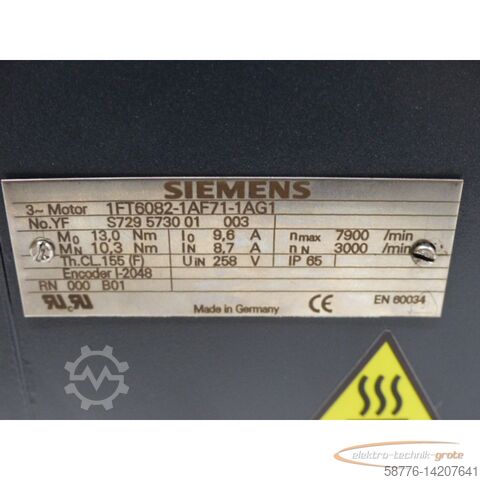 SIEMENS
3~ Motor 1FT6082-1AF71-1AG1
No.YF S729 5730 01 003
M₀ 13,0 Nm I₀ 9,6 A nmax 7900 /min
MN 10,3 Nm IN 8,7 A nN 3000 /min
Th.CL 155 (F) UIN 258 V IP 65
Encoder I-2048
RN 000 B01
Made in Germany CE EN 60034
elektro-technik-grote
58776-14207641